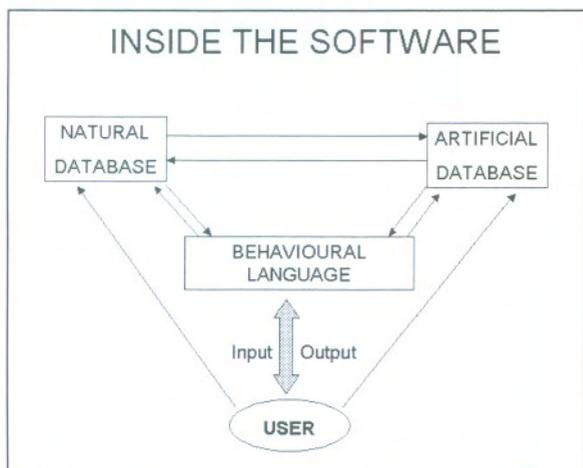 INSIDE THE SOFTWARE
NATURAL
DATABASE
ARTIFICIAL
DATABASE
BEHAVIOURAL
LANGUAGE
Input Output
USER